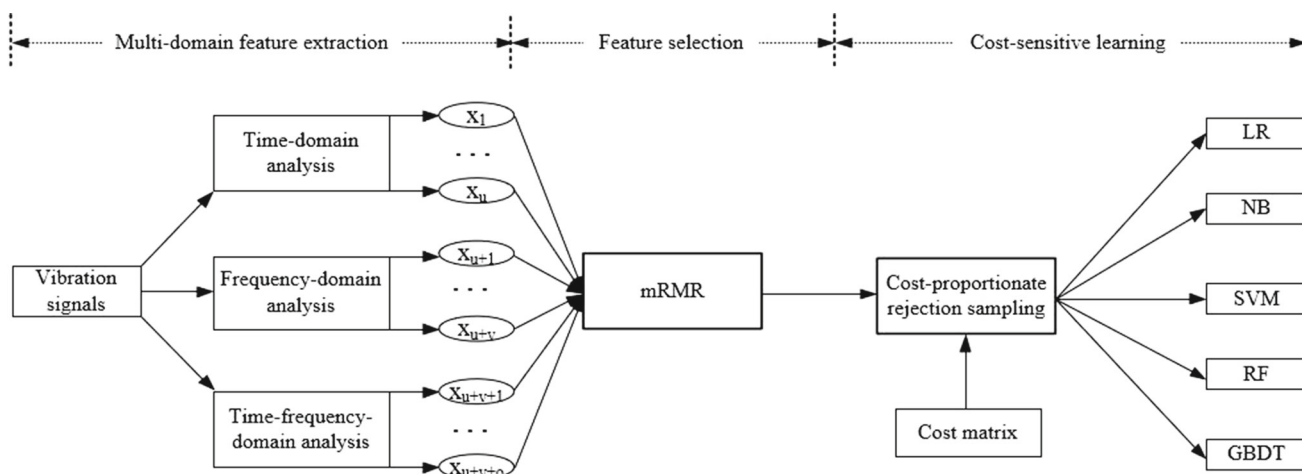 Multi-domain feature extraction
Feature selection
Cost-sensitive learning
Time-domain
analysis
x1
...
xu
Vibration
signals
Frequency-domain
analysis
xu+1
...
xu+v
Time-frequency-
domain analysis
xu+v+1
...
xu+v+o
mRMR
Cost-proportionate
rejection sampling
Cost matrix
LR
NB
SVM
RF
GBDT